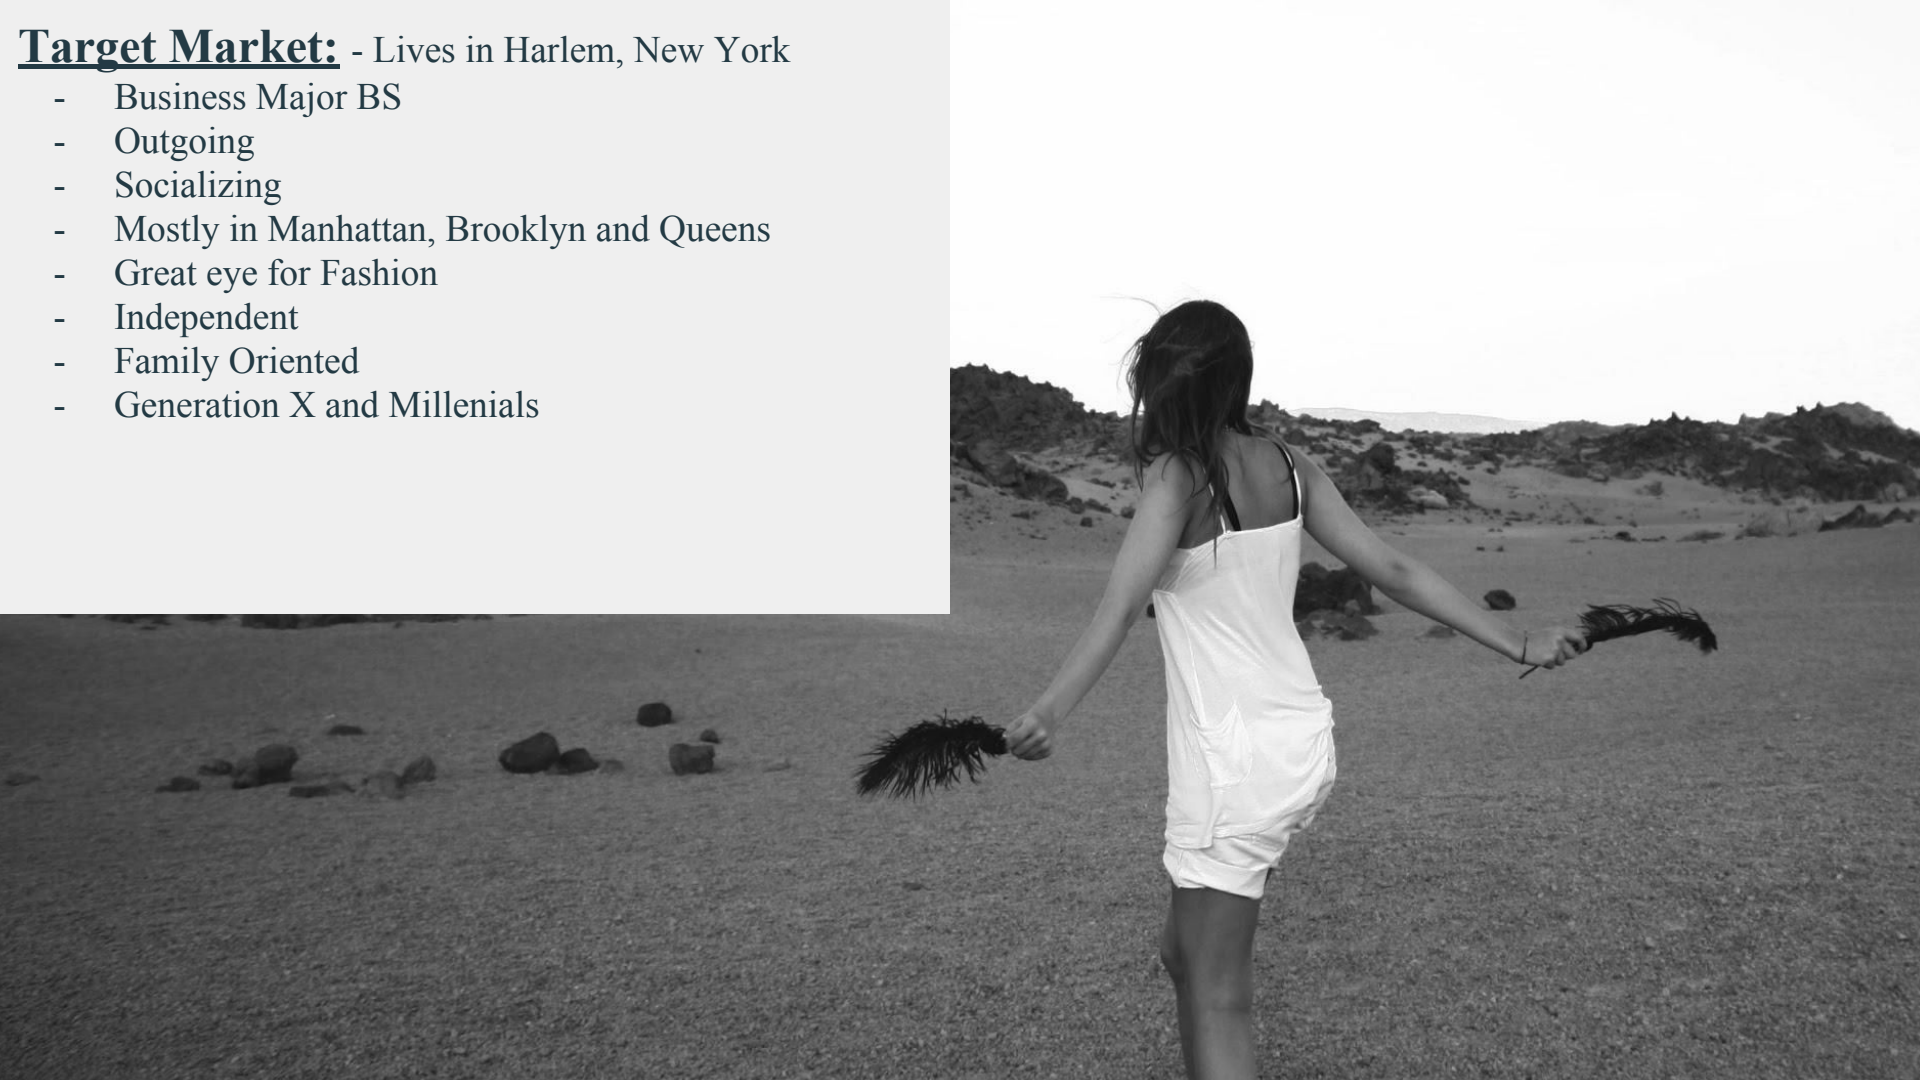 Target Market: - Lives in Harlem, New York
- Business Major BS
- Outgoing
- Socializing
- Mostly in Manhattan, Brooklyn and Queens
- Great eye for Fashion
- Independent
- Family Oriented
- Generation X and Millenials